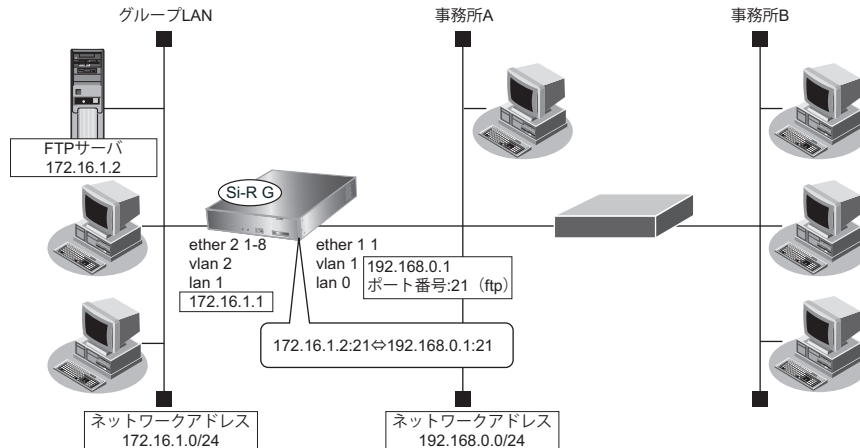 グループLAN
事務所A
事務所B
FTPサーバ
172.16.1.2
Si-R G
ether 2 1-8
vlan 2
lan 1
172.16.1.1
ether 1 1
vlan 1
lan 0
192.168.0.1
ポート番号:21（ftp）
172.16.1.2:21⇔192.168.0.1:21
ネットワークアドレス
172.16.1.0/24
ネットワークアドレス
192.168.0.0/24